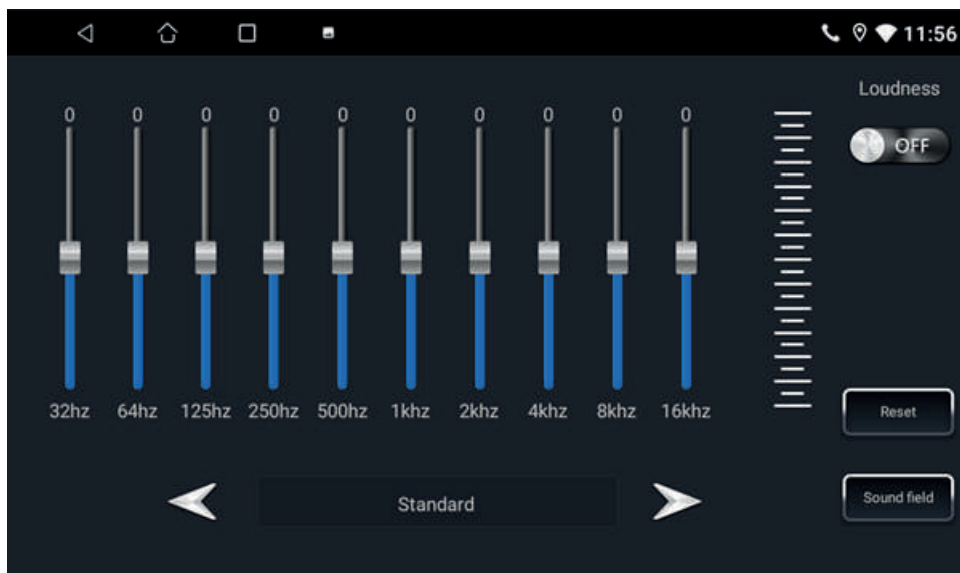 11:56
Loudness
0 0 0 0 0 0 0 0 0 0
OFF
32hz 64hz 125hz 250hz 500hz 1khz 2khz 4khz 8khz 16khz
Reset
Standard
Sound field